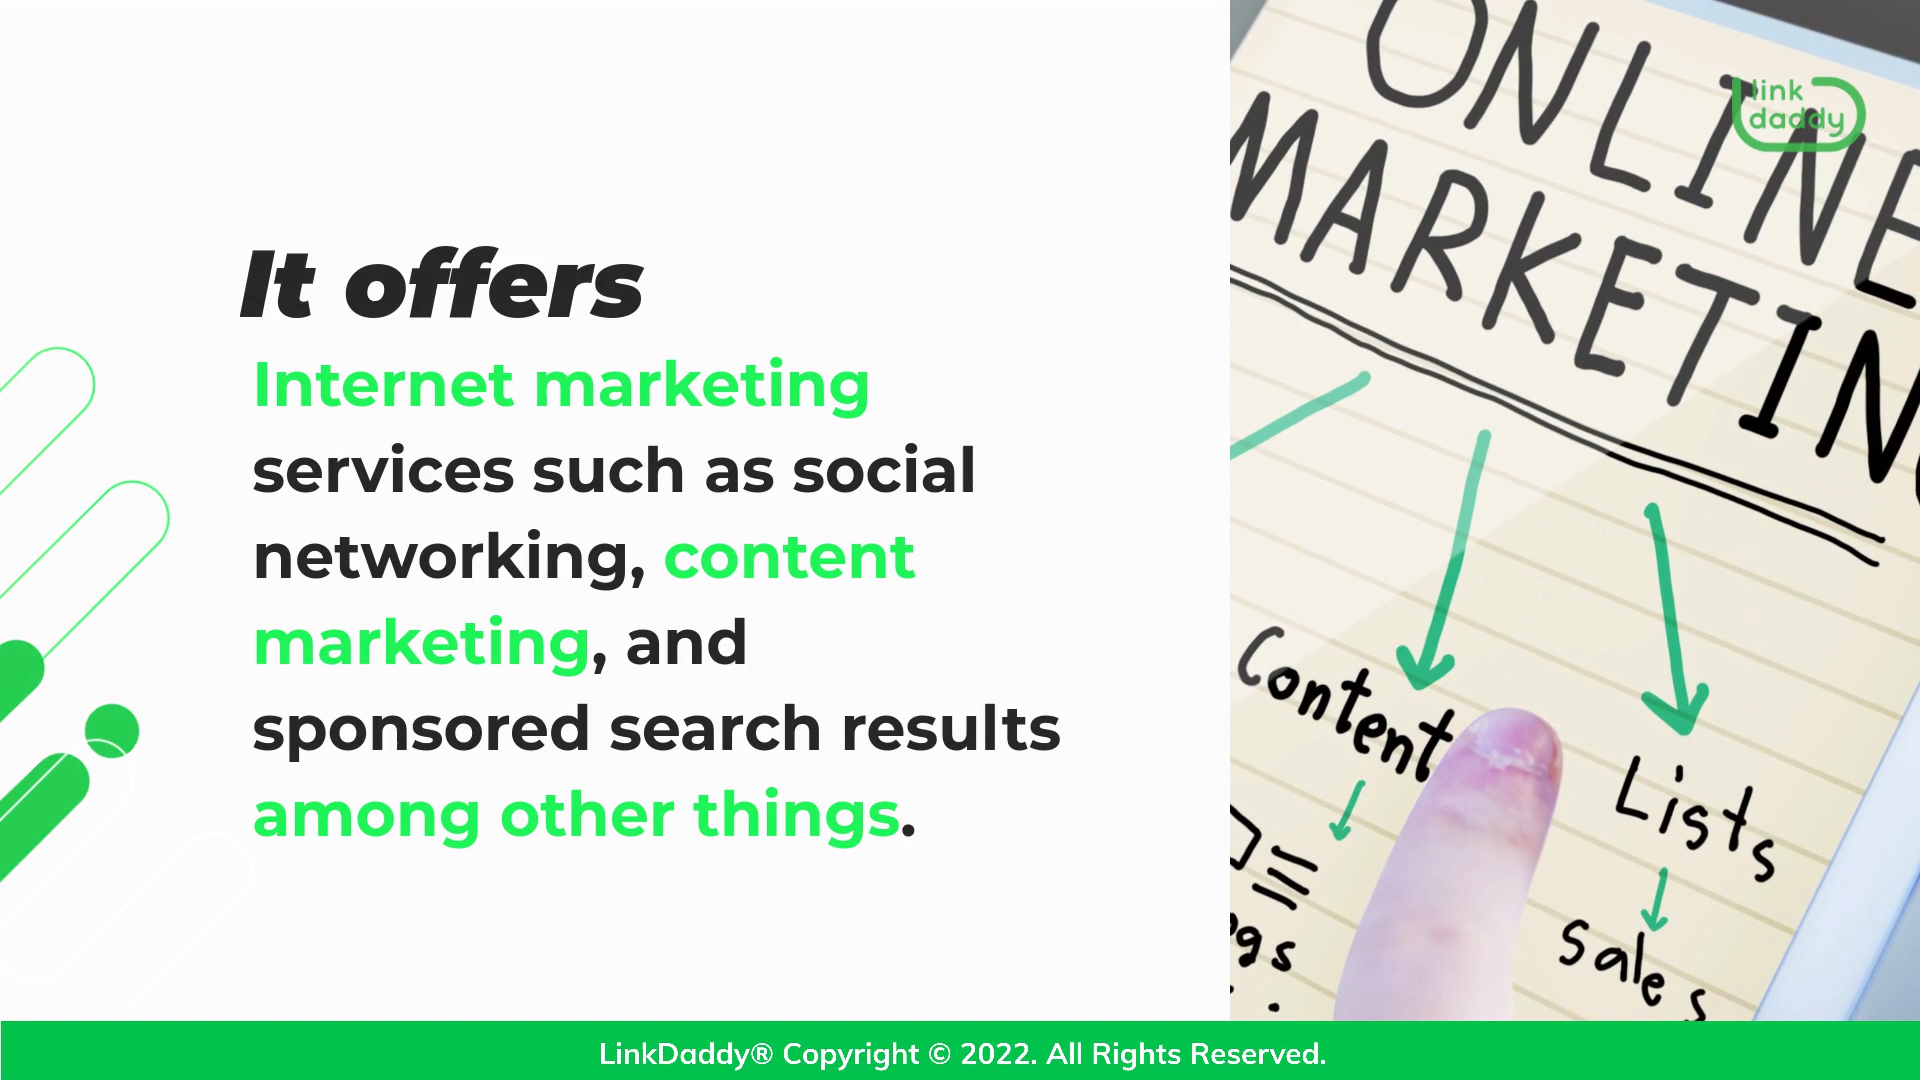 It offers
Internet marketing
services such as social
networking, content
marketing, and
sponsored search results
among other things.
ONLINE
MARKETING
link
daddy
Content
Lists
Sales
LinkDaddy® Copyright © 2022. All Rights Reserved.